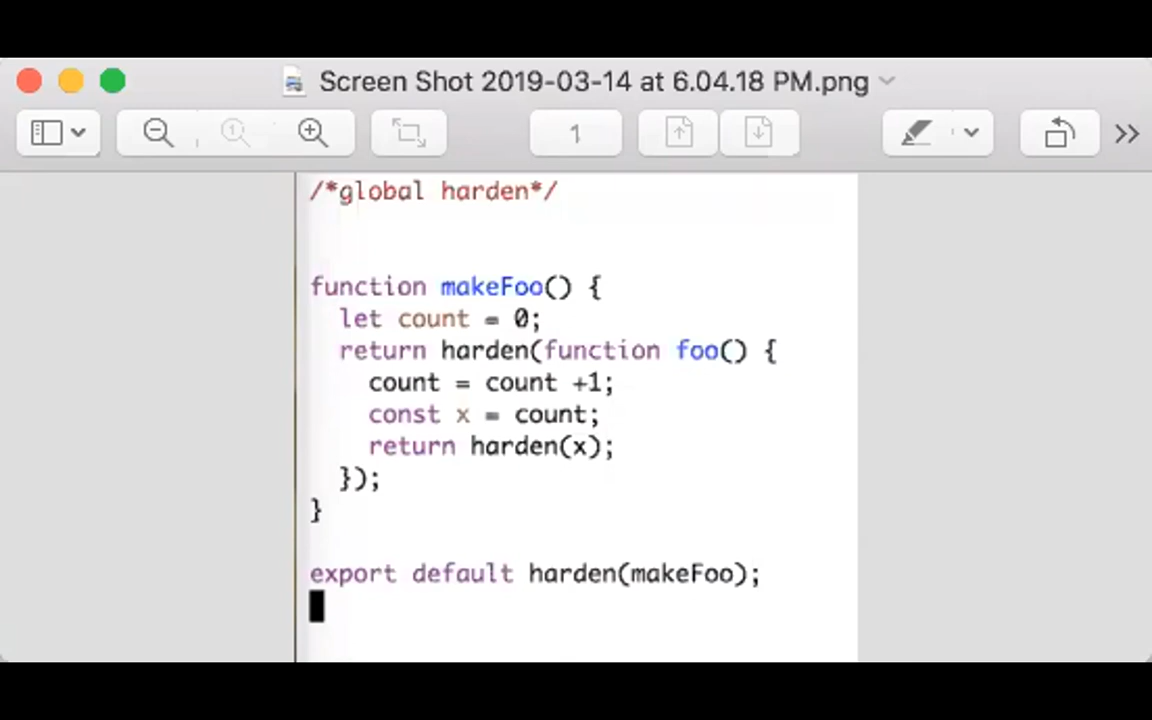 Screen Shot 2019-03-14 at 6.04.18 PM.png
1
/*global harden*/
function makeFoo() {
  let count = 0;
  return harden(function foo() {
    count = count +1;
    const x = count;
    return harden(x);
  });
}
export default harden(makeFoo);